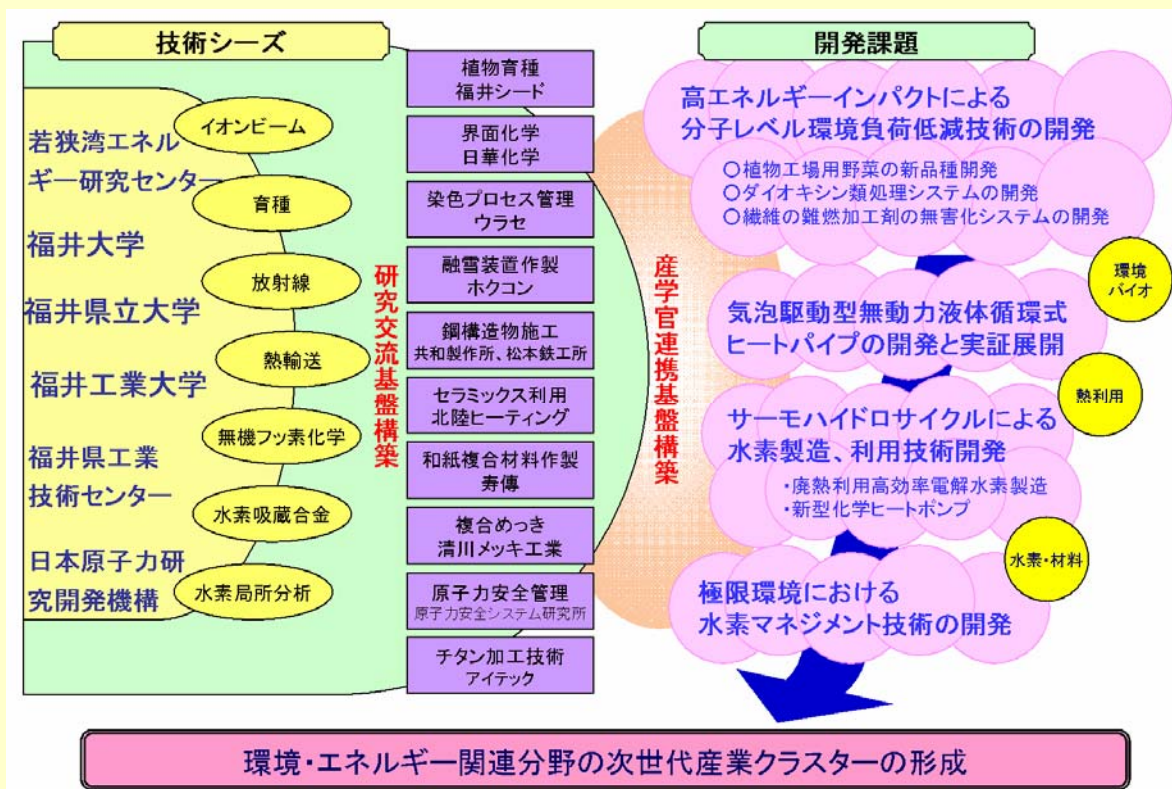 技術シーズ
若狭湾エネル
ギー研究センター
福井大学
福井県立大学
福井工業大学
福井県工業
技術センター
日本原子力研
究開発機構
イオンビーム
育種
放射線
熱輸送
無機フッ素化学
水素吸蔵合金
水素局所分析
研究交流基盤構築
植物育種
福井シード
界面化学
日華化学
染色プロセス管理
ウラセ
融雪装置作製
ホクコン
鋼構造物施工
共和製作所、松本鉄工所
セラミックス利用
北陸ヒーティング
和紙複合材料作製
寿傳
複合めっき
清川メッキ工業
原子力安全管理
原子力安全システム研究所
チタン加工技術
アイテック
産学官連携基盤構築
開発課題
高エネルギーインパクトによる
分子レベル環境負荷低減技術の開発
〇植物工場用野菜の新品種開発
〇ダイオキシン類処理システムの開発
〇繊維の難燃加工剤の無害化システムの開発
環境
バイオ
気泡駆動型無動力液体循環式
ヒートパイプの開発と実証展開
熱利用
サーモハイドロサイクルによる
水素製造、利用技術開発
・廃熱利用高効率電解水素製造
・新型化学ヒートポンプ
水素・材料
極限環境における
水素マネジメント技術の開発
環境・エネルギー関連分野の次世代産業クラスターの形成